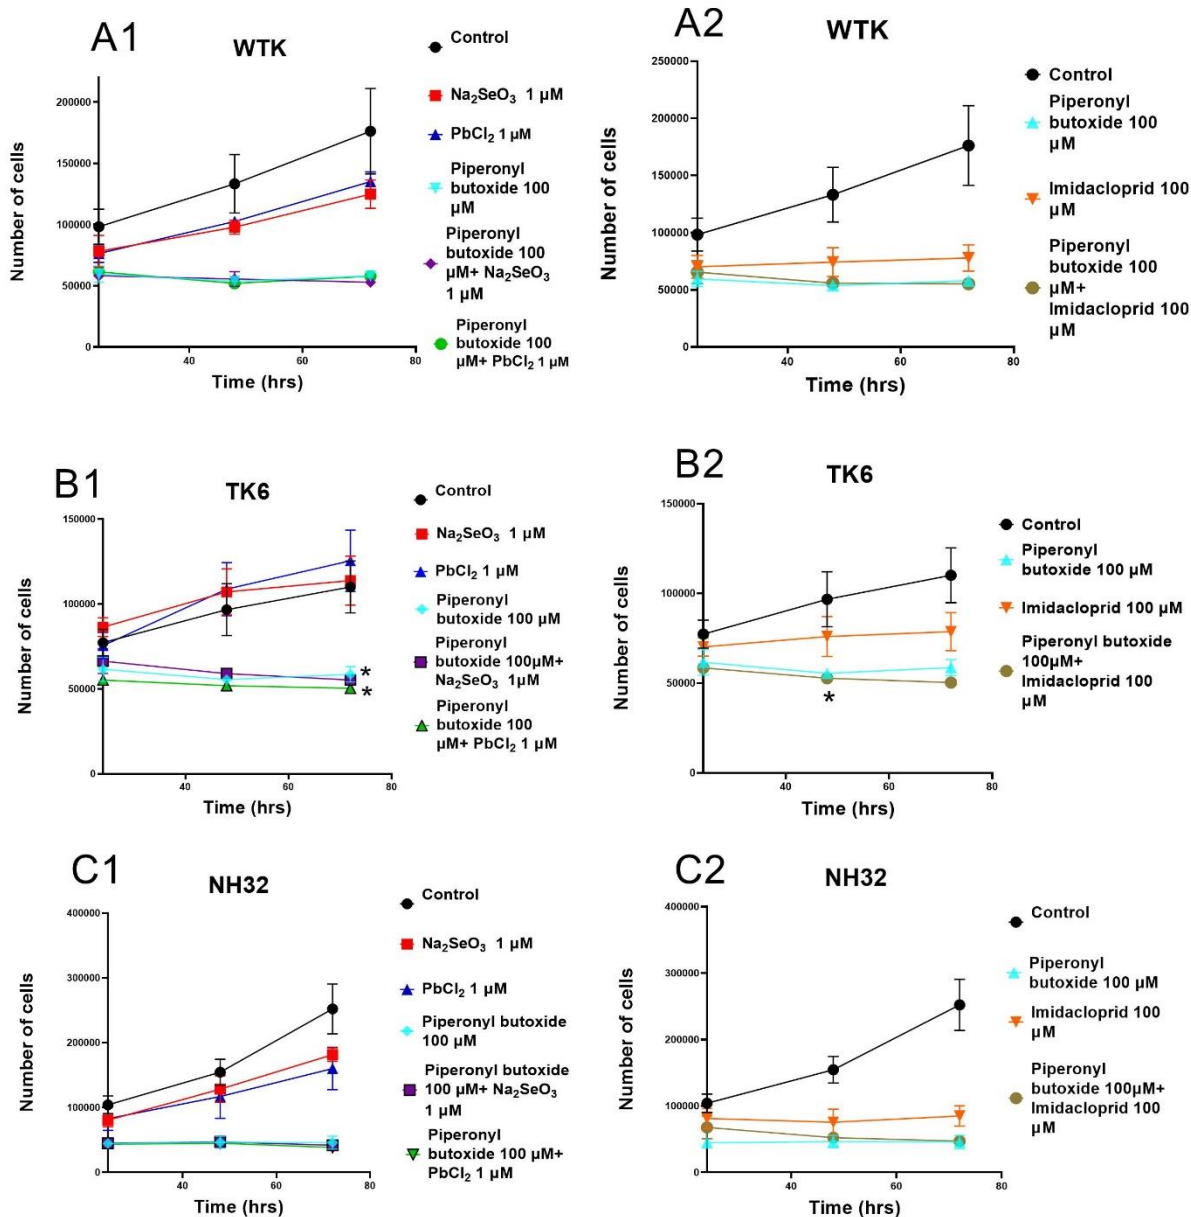 A1
WTK
Number of cells
200000
150000
100000
50000
0
40
60
80
Time (hrs)
Control
Na₂SeO₃ 1 µM
PbCl₂ 1 µM
Piperonyl
butoxide 100
µM
Piperonyl
butoxide 100
µM+ Na₂SeO₃
1 µM
Piperonyl
butoxide 100
µM+ PbCl₂ 1 µM
A2
WTK
Number of cells
250000
200000
150000
100000
50000
0
40
60
80
Time (hrs)
Control
Piperonyl
butoxide 100
µM
Imidacloprid 100
µM
Piperonyl
butoxide 100
µM+
Imidacloprid 100
µM
B1
TK6
Number of cells
150000
100000
50000
0
40
60
80
Time (hrs)
*
*
Control
Na₂SeO₃ 1 µM
PbCl₂ 1 µM
Piperonyl
butoxide 100 µM
Piperonyl
butoxide 100µM+
Na₂SeO₃ 1µM
Piperonyl
butoxide 100
µM+ PbCl₂ 1 µM
B2
TK6
Number of cells
150000
100000
50000
0
40
60
80
Time (hrs)
*
Control
Piperonyl
butoxide 100 µM
Imidacloprid 100 µM
Piperonyl butoxide
100µM+
Imidacloprid 100
µM
C1
NH32
Number of cells
400000
300000
200000
100000
0
40
60
80
Time (hrs)
Control
Na₂SeO₃ 1 µM
PbCl₂ 1 µM
Piperonyl butoxide
100 µM
Piperonyl butoxide
100 µM+ Na₂SeO₃
1 µM
Piperonyl
butoxide 100 µM+
PbCl₂ 1 µM
C2
NH32
Number of cells
400000
300000
200000
100000
0
40
60
80
Time (hrs)
Control
Piperonyl
butoxide 100 µM
Imidacloprid 100
µM
Piperonyl
butoxide 100µM+
Imidacloprid 100
µM